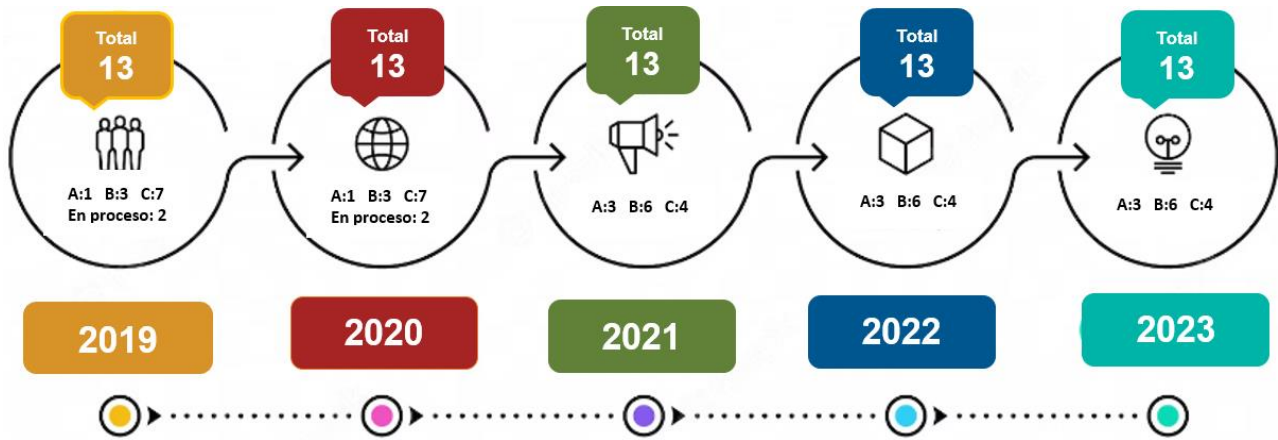 Total
13
A:1 B:3 C:7
En proceso: 2
2019
Total
13
A:1 B:3 C:7
En proceso: 2
2020
Total
13
A:3 B:6 C:4
2021
Total
13
A:3 B:6 C:4
2022
Total
13
A:3 B:6 C:4
2023